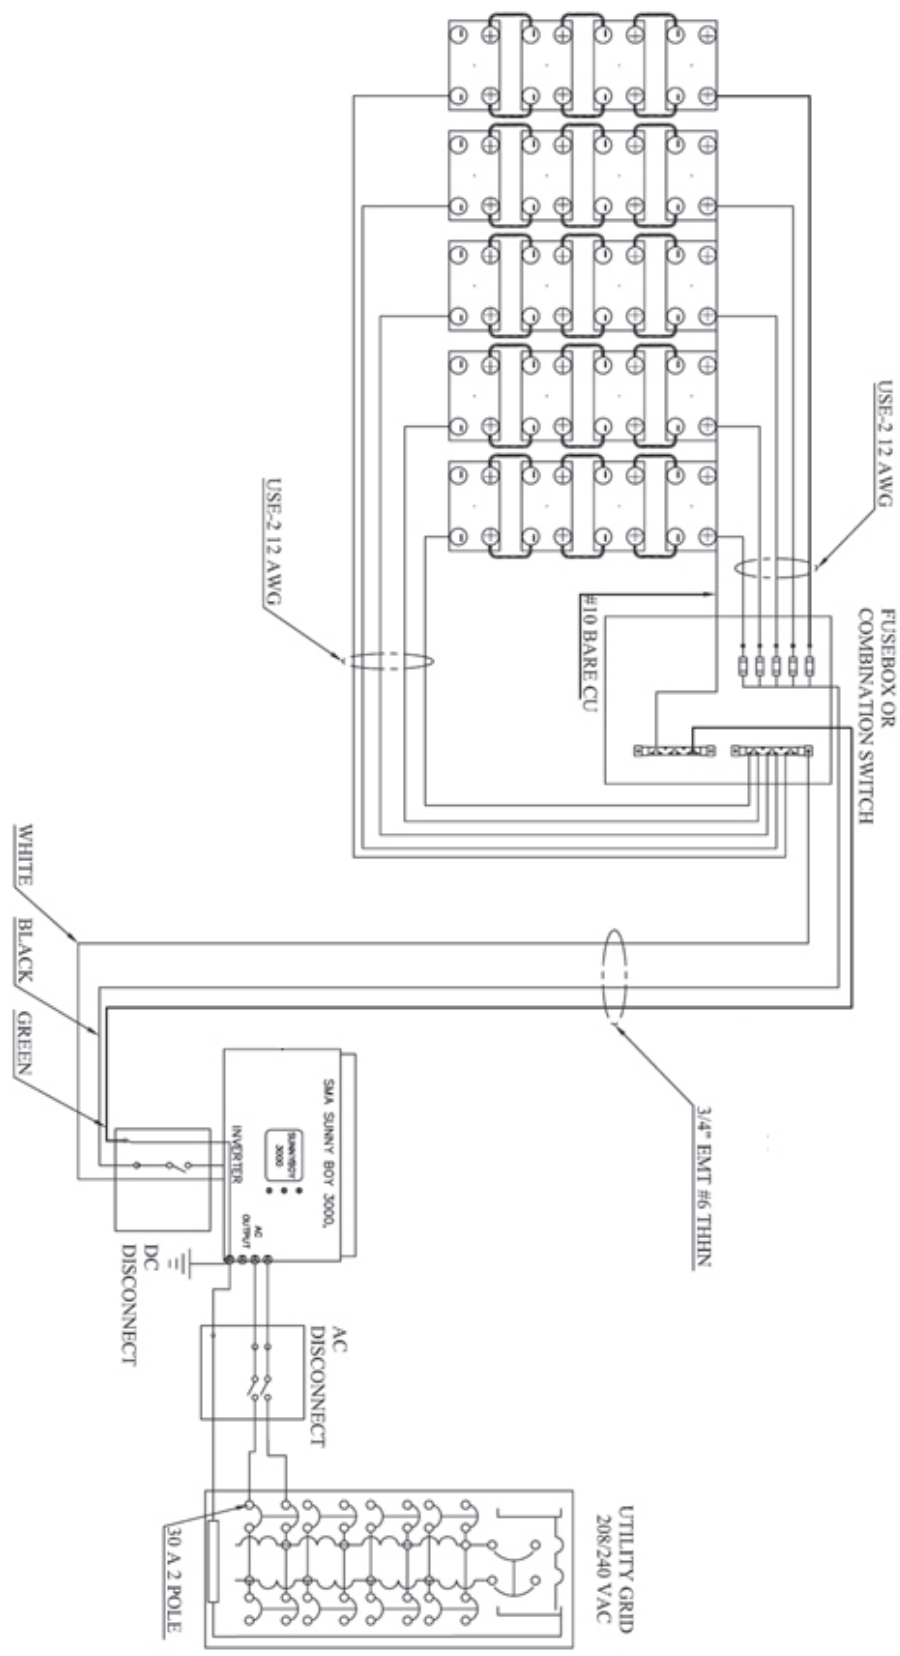 USE-2 12 AWG
USE-2 12 AWG
#10 BARE CU
FUSEBOX OR
COMBINATION SWITCH
WHITE
BLACK
GREEN
3/4" EMT #6 THHN
SMA SUNNY BOY 3000,
SUNNYBOY
3000
INVERTER
AC
OUTPUT
DC
DISCONNECT
AC
DISCONNECT
UTILITY GRID
208/240 VAC
30 A 2 POLE